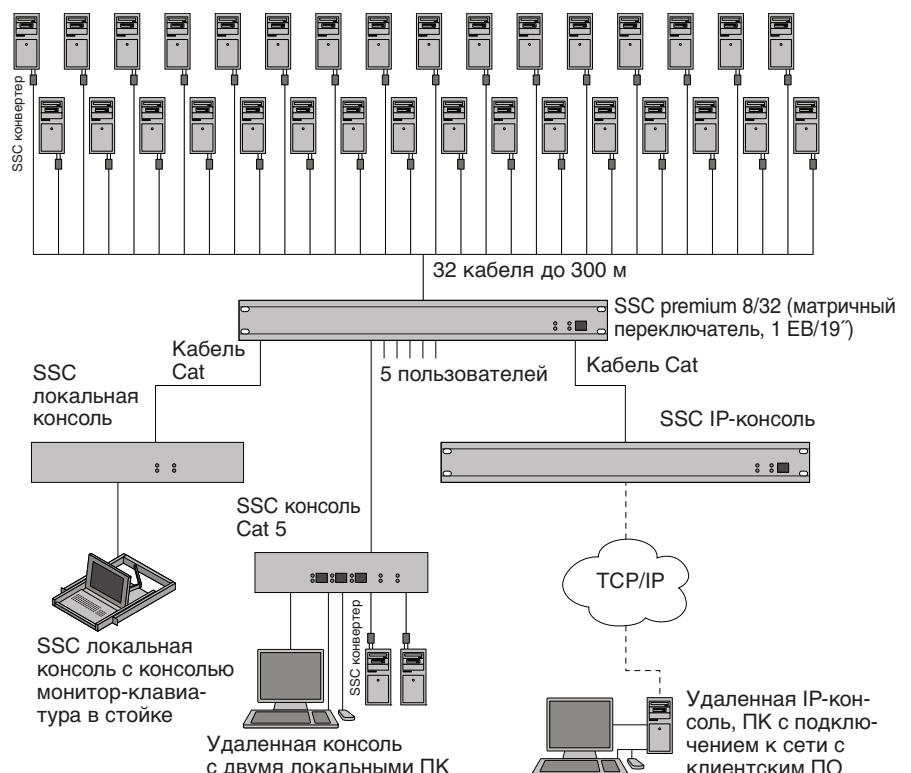 SSC конвертер
32 кабеля до 300 м
SSC premium 8/32 (матричный
переключатель, 1 ЕВ/19˝)
Кабель
Cat
5 пользователей
Кабель Cat
SSC
локальная
консоль
SSC IP-консоль
SSC консоль
Cat 5
SSC конвертер
TCP/IP
SSC локальная
консоль с консолью
монитор-клавиа-
тура в стойке
Удаленная консоль
с двумя локальными ПК
Удаленная IP-кон-
соль, ПК с подклю-
чением к сети с
клиентским ПО